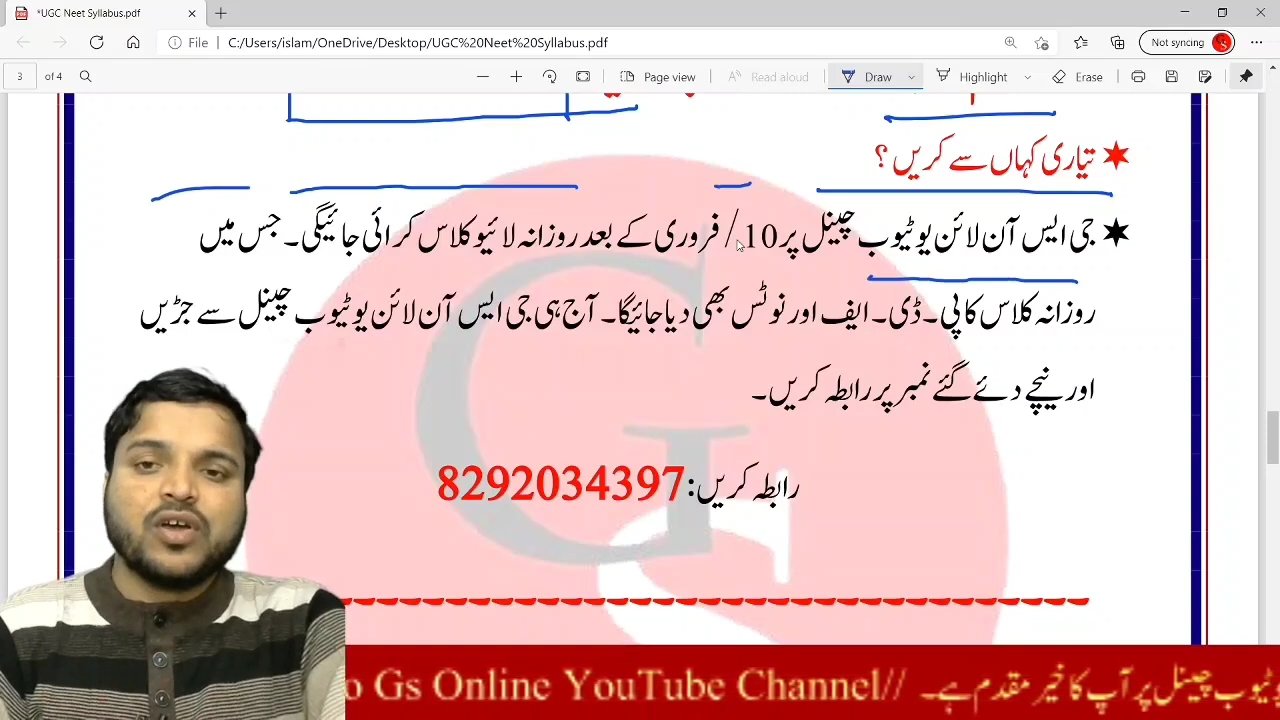 *UGC Neet Syllabus.pdf
File C:/Users/islam/OneDrive/Desktop/UGC%20Neet%20Syllabus.pdf Not syncing
3 of 4 Page view Read aloud Draw Highlight Erase
تیاری کہاں سے کریں ؟
جی ایس آن لائن یوٹیوب چینل پر 10/ فروری کے بعد روزانہ لائیو کلاس کرائی جائیگی۔ جس میں
روزانہ کلاس کا پی۔ڈی۔ایف اور نوٹس بھی دیا جائیگا۔ آج ہی جی ایس آن لائن یوٹیوب چینل سے جڑیں
اور نیچے دئے گئے نمبر پر رابطہ کریں۔
رابطہ کریں: 8292034397
o Gs Online YouTube Channel// وٹیوب چینل پر آپ کا خیر مقدم ہے۔